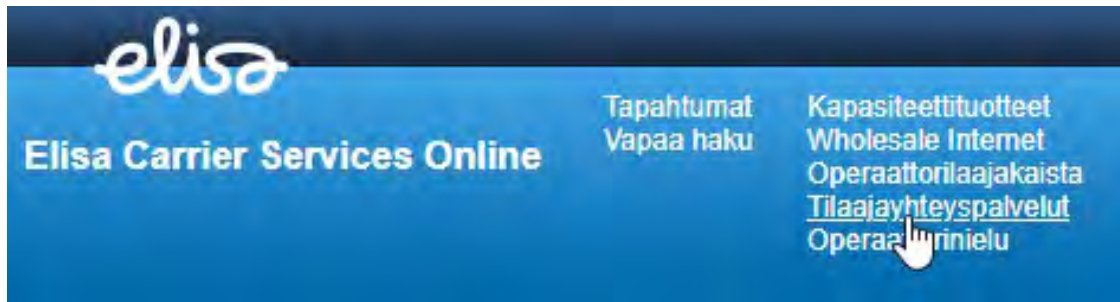 elisa
Elisa Carrier Services Online
Tapahtumat
Vapaa haku
Kapasiteettituotteet
Wholesale Internet
Operaattorilaajakaista
Tilaajayhteyspalvelut